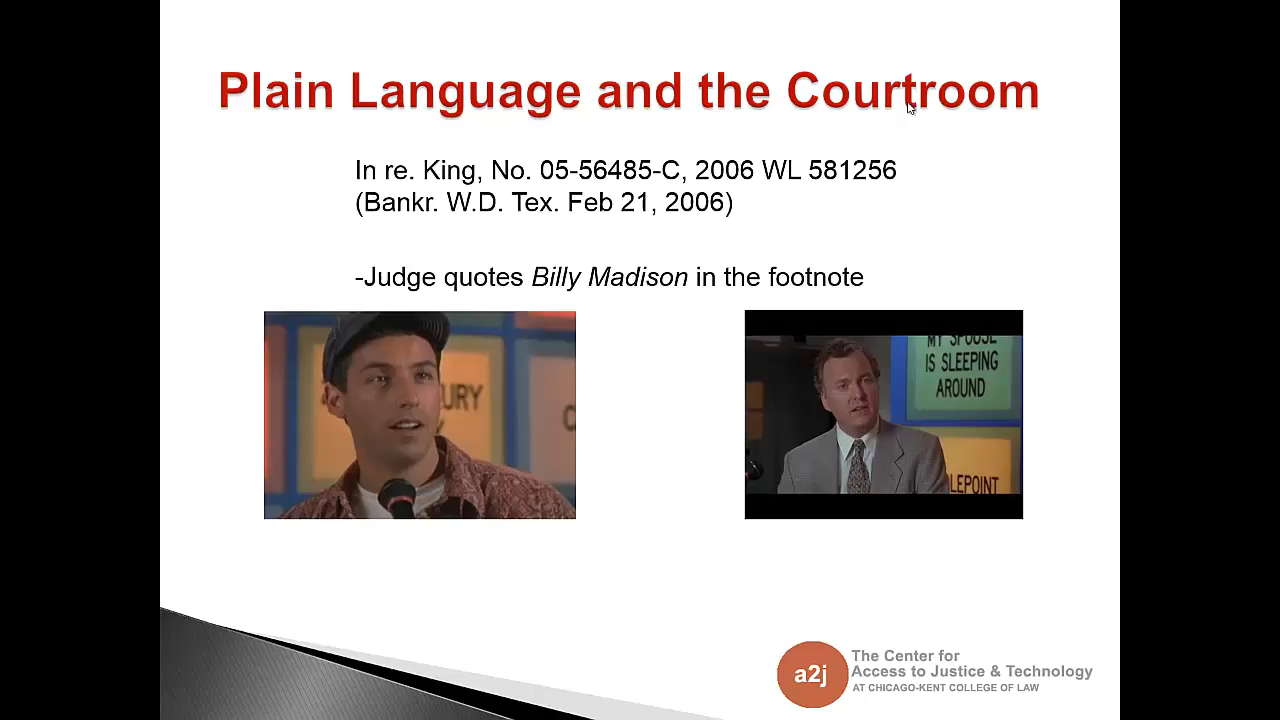 Plain Language and the Courtroom
In re. King, No. 05-56485-C, 2006 WL 581256
(Bankr. W.D. Tex. Feb 21, 2006)
-Judge quotes Billy Madison in the footnote
URY
C
MY SPOUSE
IS SLEEPING
AROUND
LEPOINT
a2j
The Center for
Access to Justice & Technology
AT CHICAGO-KENT COLLEGE OF LAW